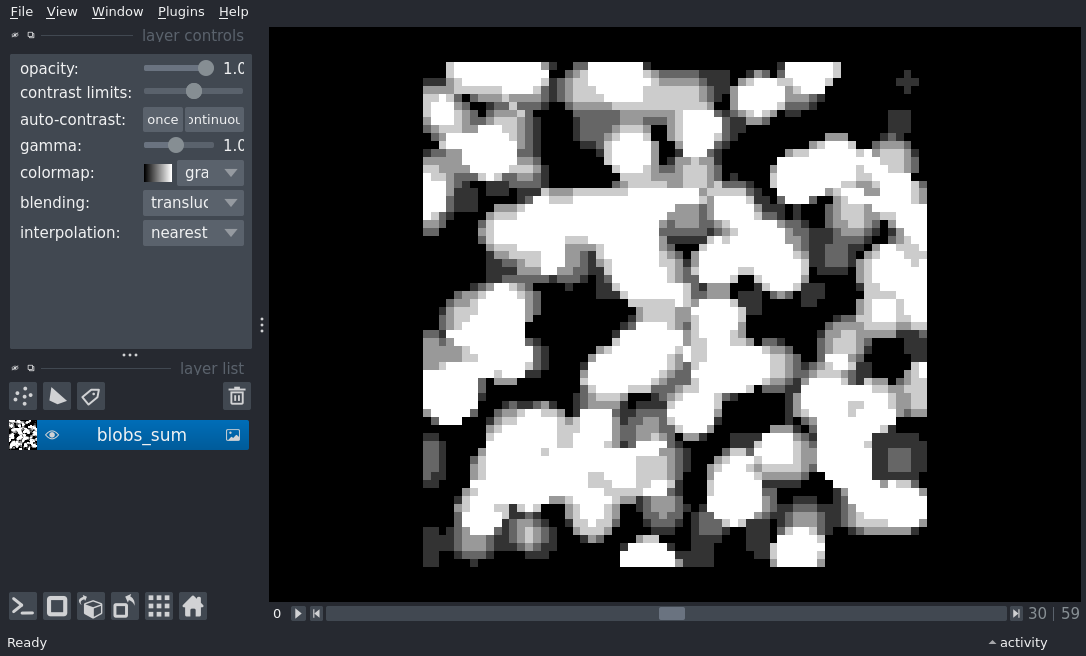 File View Window Plugins Help
layer controls
opacity: 1.0
contrast limits:
auto-contrast: once ontinuou
gamma: 1.0
colormap: gra
blending: transluc
interpolation: nearest
layer list
blobs_sum
0 30 | 59
Ready activity